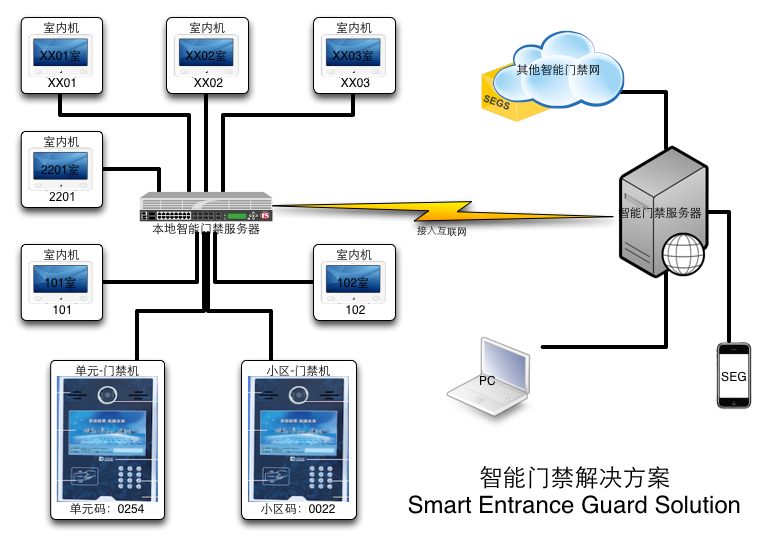 室内机
XX01室
XX01
室内机
XX02室
XX02
室内机
XX03室
XX03
其他智能门禁网
SEGS
室内机
2201室
2201
本地智能门禁服务器
接入互联网
智能门禁服务器
室内机
101室
101
室内机
102室
102
PC
SEG
单元-门禁机
单元码：0254
小区-门禁机
小区码：0022
智能门禁解决方案
Smart Entrance Guard Solution